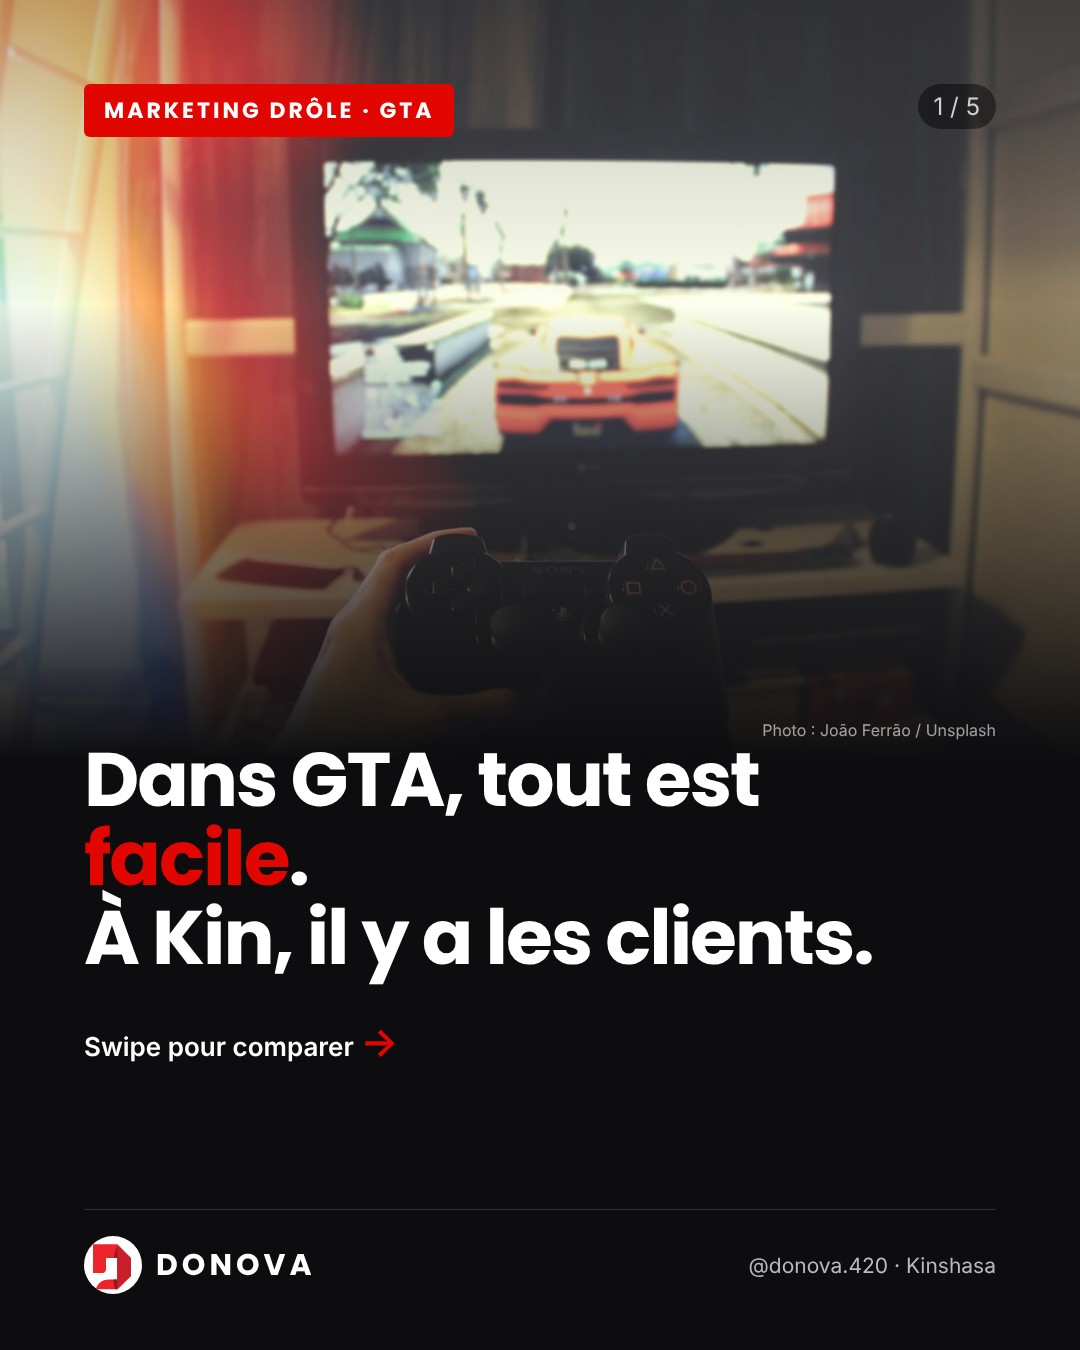 MARKETING DRÔLE · GTA
1 / 5
SONY
Photo : João Ferrão / Unsplash
Dans GTA, tout est
facile.
À Kin, il y a les clients.
Swipe pour comparer →
DONOVA
@donova.420 · Kinshasa